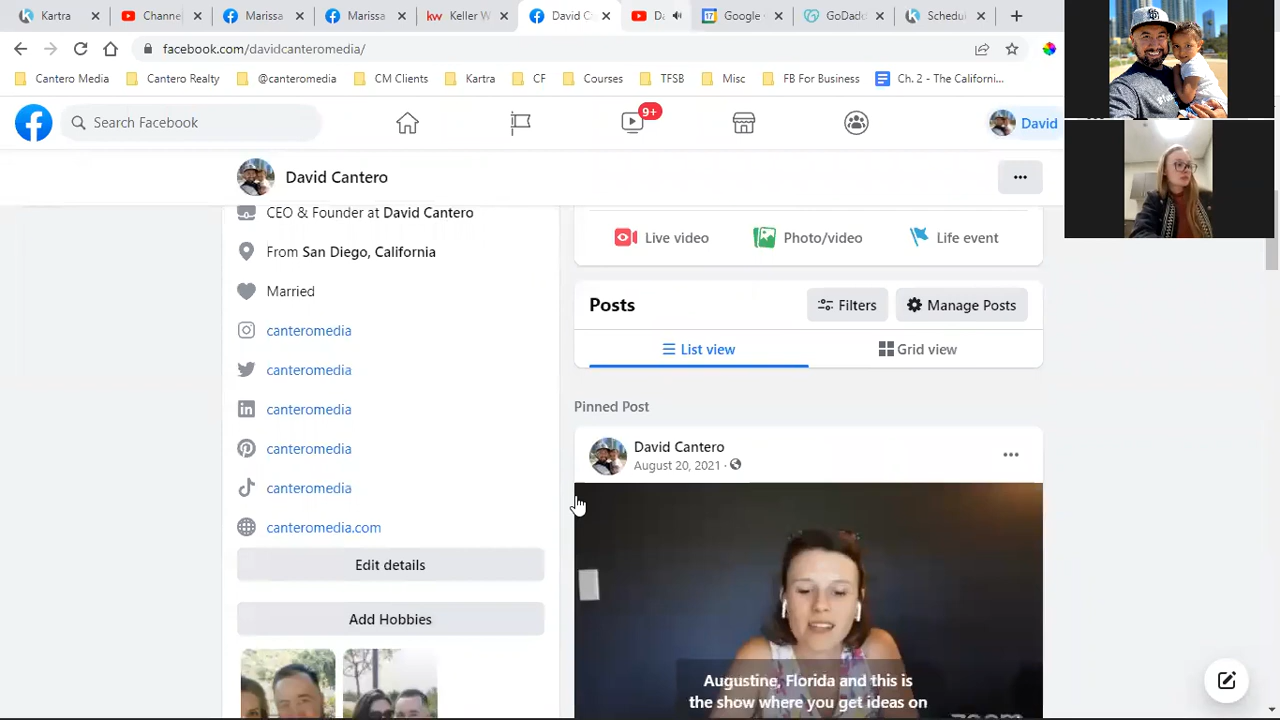 Kartra
Channe
Marissa
Marissa
kw Keller W
David C
Da
17 Google
GoDadd
Schedu
facebook.com/davidcanteromedia/
Cantero Media
Cantero Realty
@canteromedia
CM Clients
Kartra
CF
Courses
TFSB
Misc
FB For Business
Ch. 2 - The Californi...
Search Facebook
9+
David
David Cantero
CEO & Founder at David Cantero
From San Diego, California
Married
canteromedia
canteromedia
canteromedia
canteromedia
canteromedia
canteromedia.com
Edit details
Add Hobbies
Live video
Photo/video
Life event
Posts
Filters
Manage Posts
List view
Grid view
Pinned Post
David Cantero
August 20, 2021 ·
Augustine, Florida and this is
the show where you get ideas on
zoom